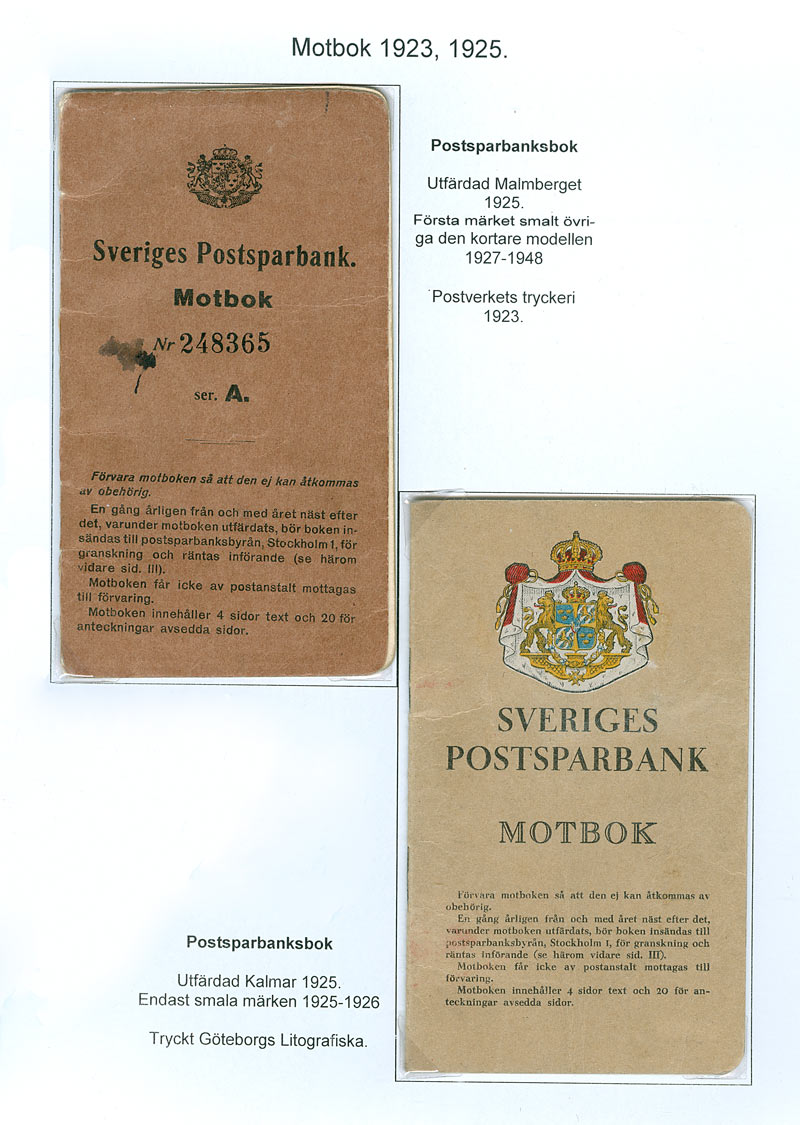 Motbok 1923, 1925.
Sveriges Postsparbank.
Motbok
Nr 248365
ser. A.
Förvara motboken så att den ej kan åtkommas
av obehörig.
En gång årligen från och med året näst efter
det, varunder motboken utfärdats, bör boken in-
sändas till postsparbanksbyrån, Stockholm 1, för
granskning och räntas införande (se härom
vidare sid. III).
Motboken får icke av postanstalt mottagas
till förvaring.
Motboken innehåller 4 sidor text och 20 för
anteckningar avsedda sidor.
Postsparbanksbok
Utfärdad Malmberget
1925.
Första märket smalt övri-
ga den kortare modellen
1927-1948
Postverkets tryckeri
1923.
SVERIGES
POSTSPARBANK
MOTBOK
Förvara motboken så att den ej kan åtkommas av
obehörig.
En gång årligen från och med året näst efter det,
varunder motboken utfärdats, bör boken insändas till
postsparbanksbyrån, Stockholm 1, för granskning och
räntas införande (se härom vidare sid. III).
Motboken får icke av postanstalt mottagas till
förvaring.
Motboken innehåller 4 sidor text och 20 för an-
teckningar avsedda sidor.
Postsparbanksbok
Utfärdad Kalmar 1925.
Endast smala märken 1925-1926
Tryckt Göteborgs Litografiska.